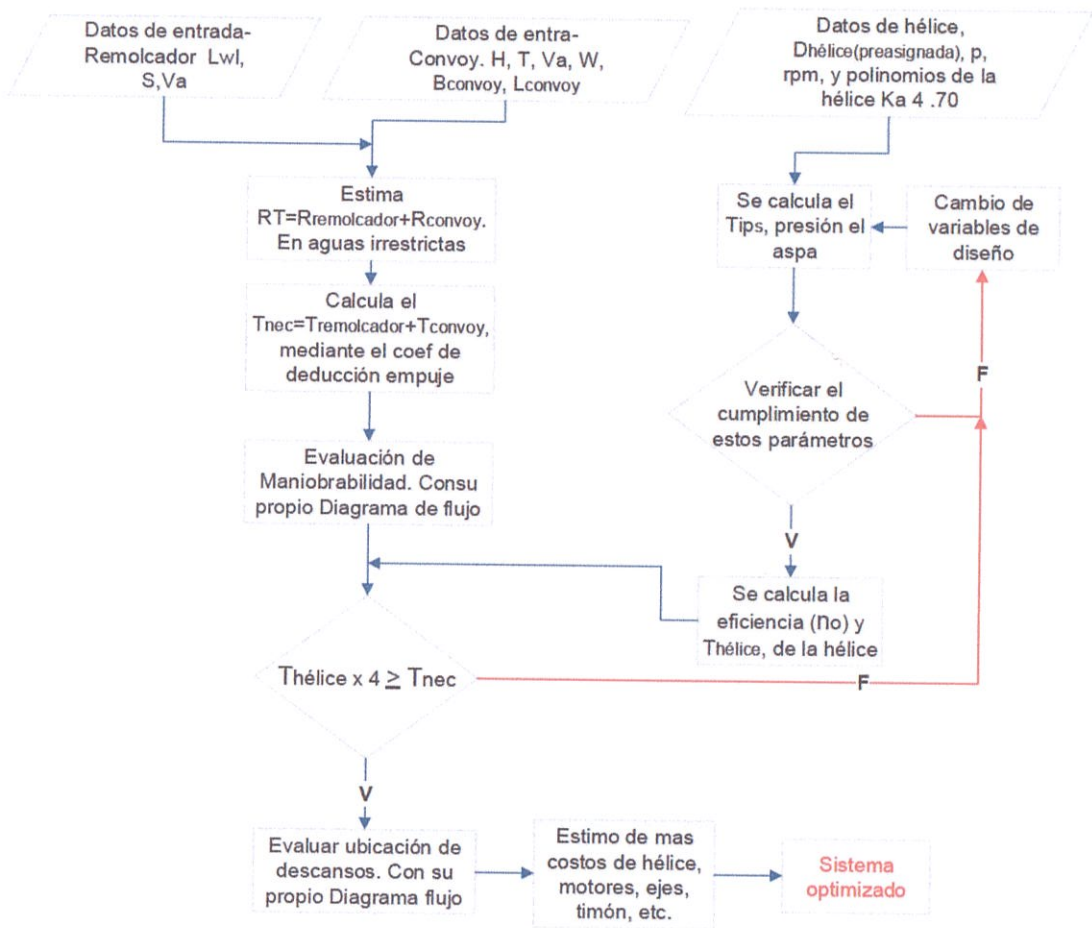 Datos de entrada-
Remolcador Lwl,
S,Va
Datos de entra-
Convoy. H, T, Va, W,
Bconvoy, Lconvoy
Datos de hélice,
Dhélice(preasignada), p,
rpm, y polinomios de la
hélice Ka 4 .70
Estima
RT=Rremolcador+Rconvoy.
En aguas irrestrictas
Se calcula el
Tips, presión el
aspa
Cambio de
variables de
diseño
Calcula el
Tnec=Tremolcador+Tconvoy,
mediante el coef de
deducción empuje
F
Verificar el
cumplimiento de
estos parámetros
Evaluación de
Maniobrabilidad. Consu
propio Diagrama de flujo
V
Se calcula la
eficiencia (no) y
Thélice, de la hélice
Thélice x 4 ≥ Tnec
F
V
Evaluar ubicación de
descansos. Con su
propio Diagrama flujo
Estimo de mas
costos de hélice,
motores, ejes,
timón, etc.
Sistema
optimizado